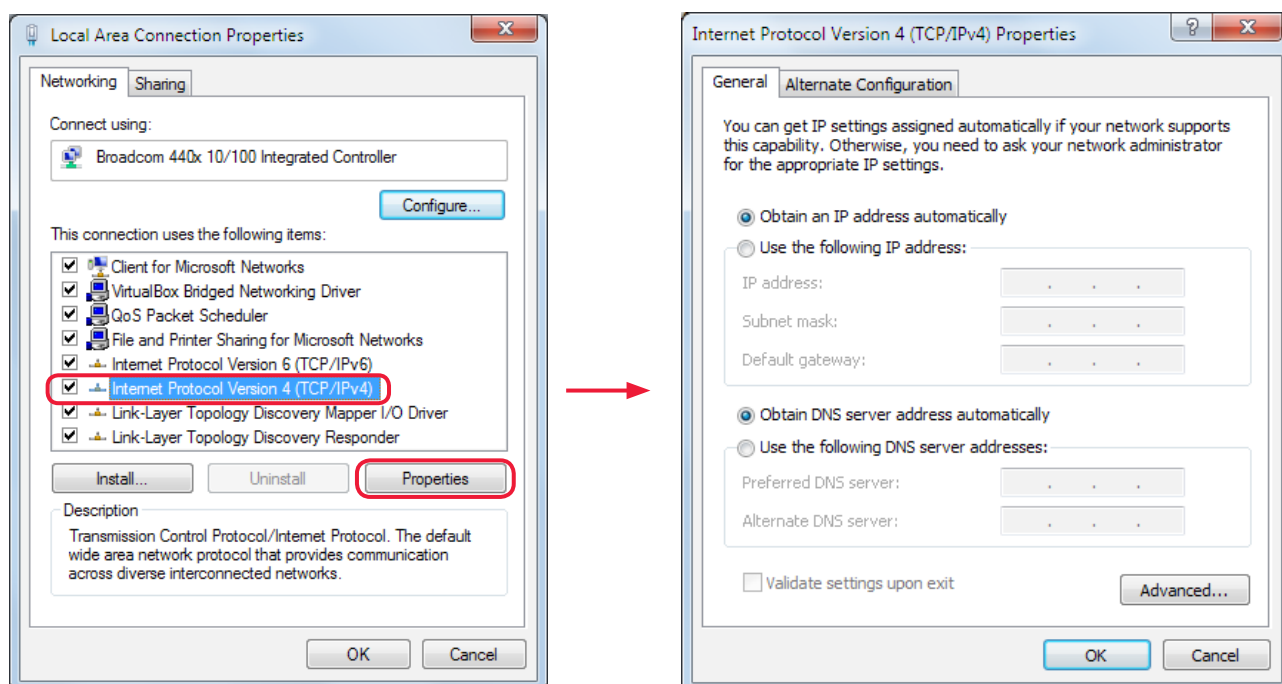 Local Area Connection Properties
Networking
Sharing
Connect using:
Broadcom 440x 10/100 Integrated Controller
Configure...
This connection uses the following items:
Client for Microsoft Networks
VirtualBox Bridged Networking Driver
QoS Packet Scheduler
File and Printer Sharing for Microsoft Networks
Internet Protocol Version 6 (TCP/IPv6)
Internet Protocol Version 4 (TCP/IPv4)
Link-Layer Topology Discovery Mapper I/O Driver
Link-Layer Topology Discovery Responder
Install...
Uninstall
Properties
Description
Transmission Control Protocol/Internet Protocol. The default
wide area network protocol that provides communication
across diverse interconnected networks.
OK
Cancel
Internet Protocol Version 4 (TCP/IPv4) Properties
General
Alternate Configuration
You can get IP settings assigned automatically if your network supports
this capability. Otherwise, you need to ask your network administrator
for the appropriate IP settings.
Obtain an IP address automatically
Use the following IP address:
IP address:
Subnet mask:
Default gateway:
Obtain DNS server address automatically
Use the following DNS server addresses:
Preferred DNS server:
Alternate DNS server:
Validate settings upon exit
Advanced...
OK
Cancel